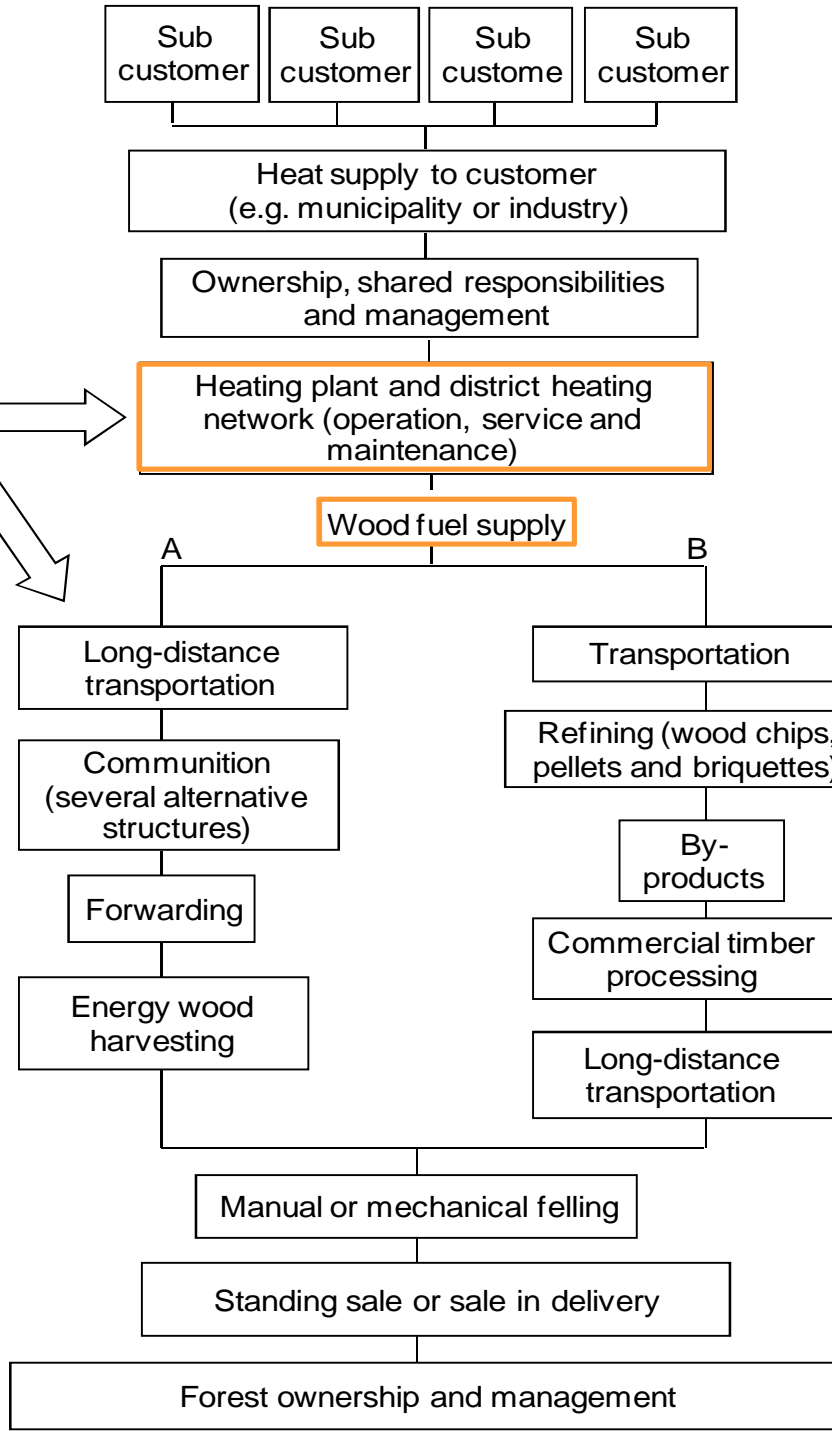 Sub
customer
Sub
customer
Sub
custome
Sub
customer
Heat supply to customer
(e.g. municipality or industry)
Ownership, shared responsibilities
and management
Heating plant and district heating
network (operation, service and
maintenance)
Wood fuel supply
A
B
Long-distance
transportation
Communition
(several alternative
structures)
Forwarding
Energy wood
harvesting
Transportation
Refining (wood chips,
pellets and briquettes)
By-
products
Commercial timber
processing
Long-distance
transportation
Manual or mechanical felling
Standing sale or sale in delivery
Forest ownership and management